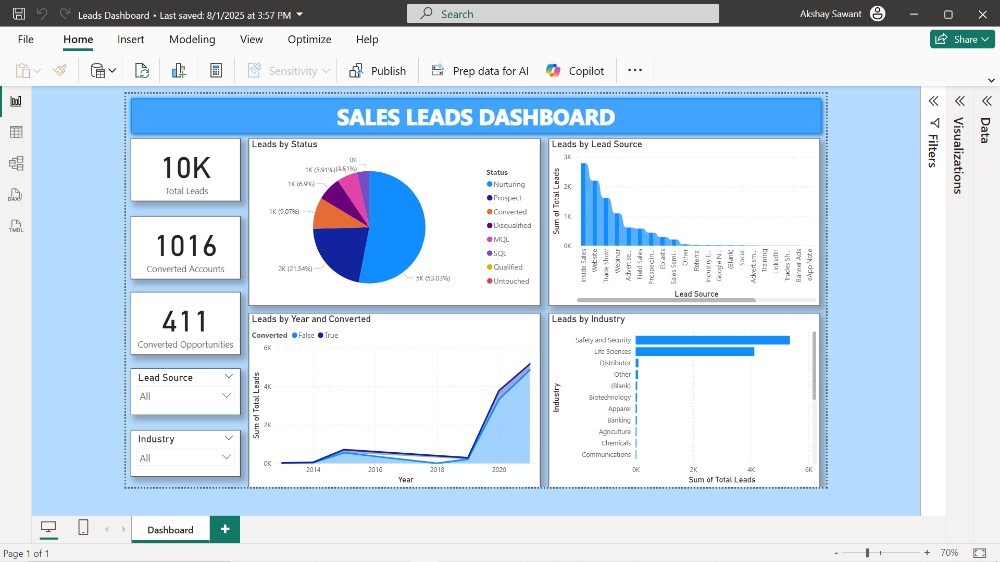 Leads Dashboard • Last saved: 8/1/2025 at 3:57 PM
Search
Akshay Sawant
File Home Insert Modeling View Optimize Help
Share
Sensitivity
Publish
Prep data for AI
Copilot
DAX
TMDL
SALES LEADS DASHBOARD
10K
Total Leads
1016
Converted Accounts
411
Converted Opportunities
Lead Source
All
Industry
All
Leads by Status
0K
1K (5.91%)
(3.51%)
1K (6.9%)
1K (9.07%)
2K (21.54%)
5K (53.03%)
Status
Nurturing
Prospect
Converted
Disqualified
MQL
SQL
Qualified
Untouched
Leads by Lead Source
Sum of Total Leads
3K
2K
1K
0K
Inside Sales
Website
Trade Show
Webinar
Advertise...
Field Sales
Prospectin...
Eblasts
Sales Semi...
Other
Referral
Industry E...
Google N...
(Blank)
Social
Advertism...
Training
LinkedIn
Trades Sh...
Banner Ads
eApp Note
Lead Source
Leads by Year and Converted
Converted False True
Sum of Total Leads
6K
4K
2K
0K
2014 2016 2018 2020
Year
Leads by Industry
Industry
Safety and Security
Life Sciences
Distributor
Other
(Blank)
Biotechnology
Apparel
Banking
Agriculture
Chemicals
Communications
0K 2K 4K 6K
Sum of Total Leads
Filters
Visualizations
Data
Dashboard
Page 1 of 1
- + 70%